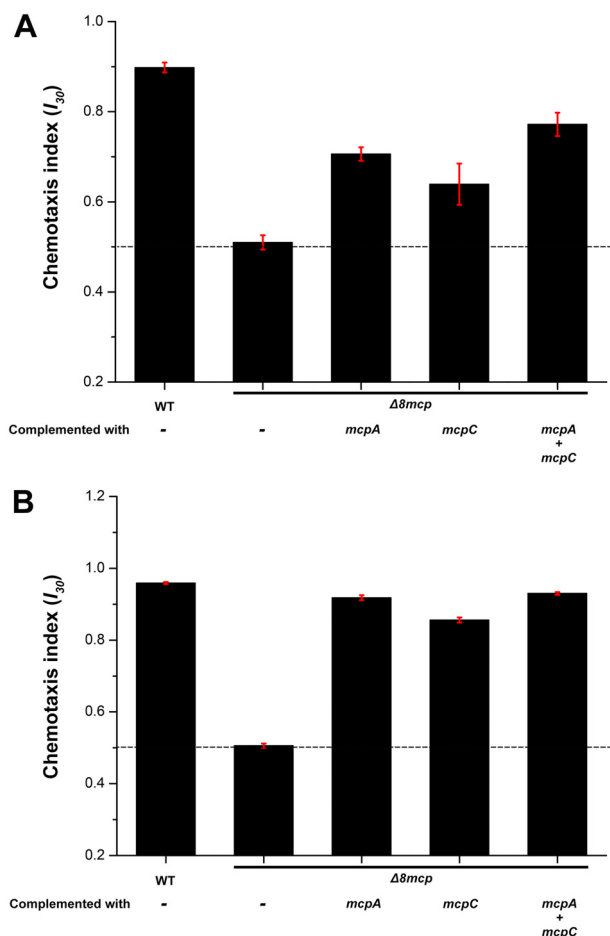 A
Chemotaxis index (I30)
1.0
0.8
0.6
0.4
0.2
WT
Δ8mcp
Complemented with - - mcpA mcpC mcpA
+
mcpC
B
Chemotaxis index (I30)
1.2
1.0
0.8
0.6
0.4
0.2
WT
Δ8mcp
Complemented with - - mcpA mcpC mcpA
+
mcpC